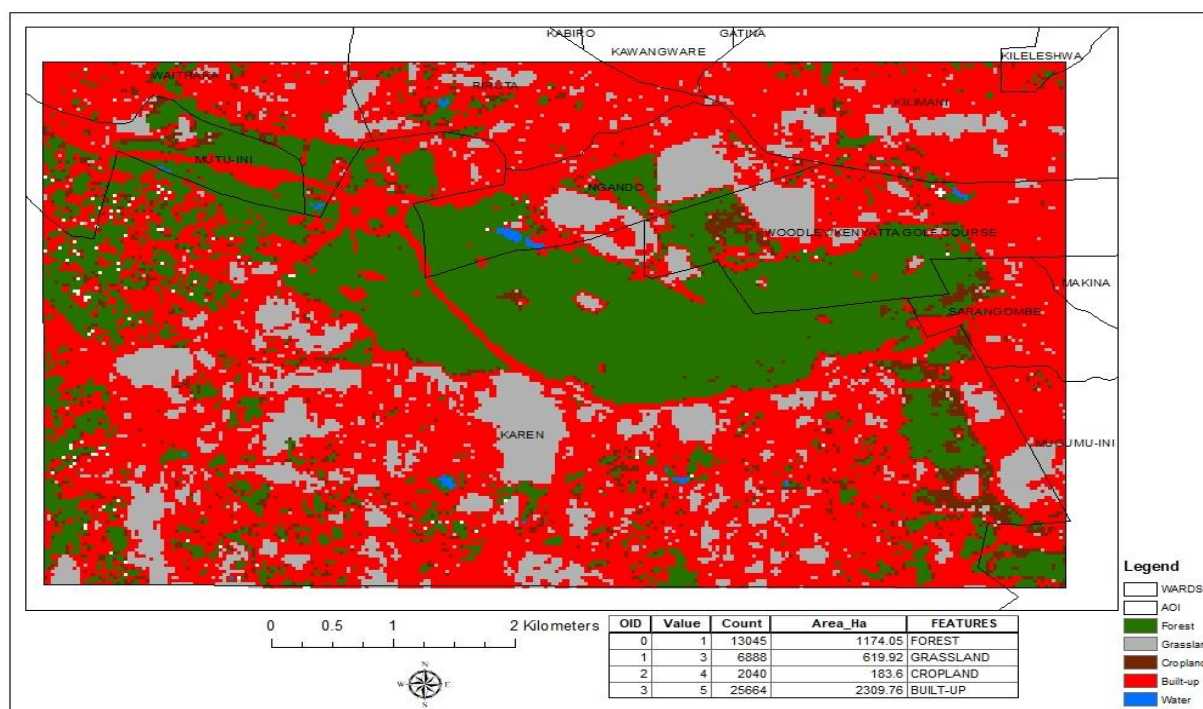 KABIRO
GATINA
KAWANGWARE
KILELESHWA
WAITHAKA
RIRUTA
KILIMANI
MUTU-INI
NGANDO
WOODLEY/KENYATTA GOLF COURSE
MAKINA
SARANGOMBE
KAREN
MUGUMU-INI
Legend
WARDS
AOI
Forest
Grassland
Cropland
Built-up
Water
0 0.5 1 2 Kilometers
N
W E
S
OID Value Count Area_Ha FEATURES
0 1 13045 1174.05 FOREST
1 3 6888 619.92 GRASSLAND
2 4 2040 183.6 CROPLAND
3 5 25664 2309.76 BUILT-UP